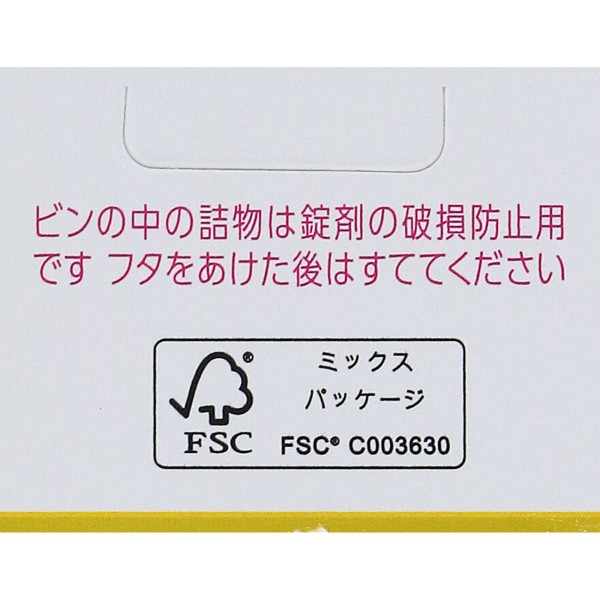 ビンの中の詰物は錠剤の破損防止用
です フタをあけた後はすててください
®
FSC
ミックス
パッケージ
FSC® C003630